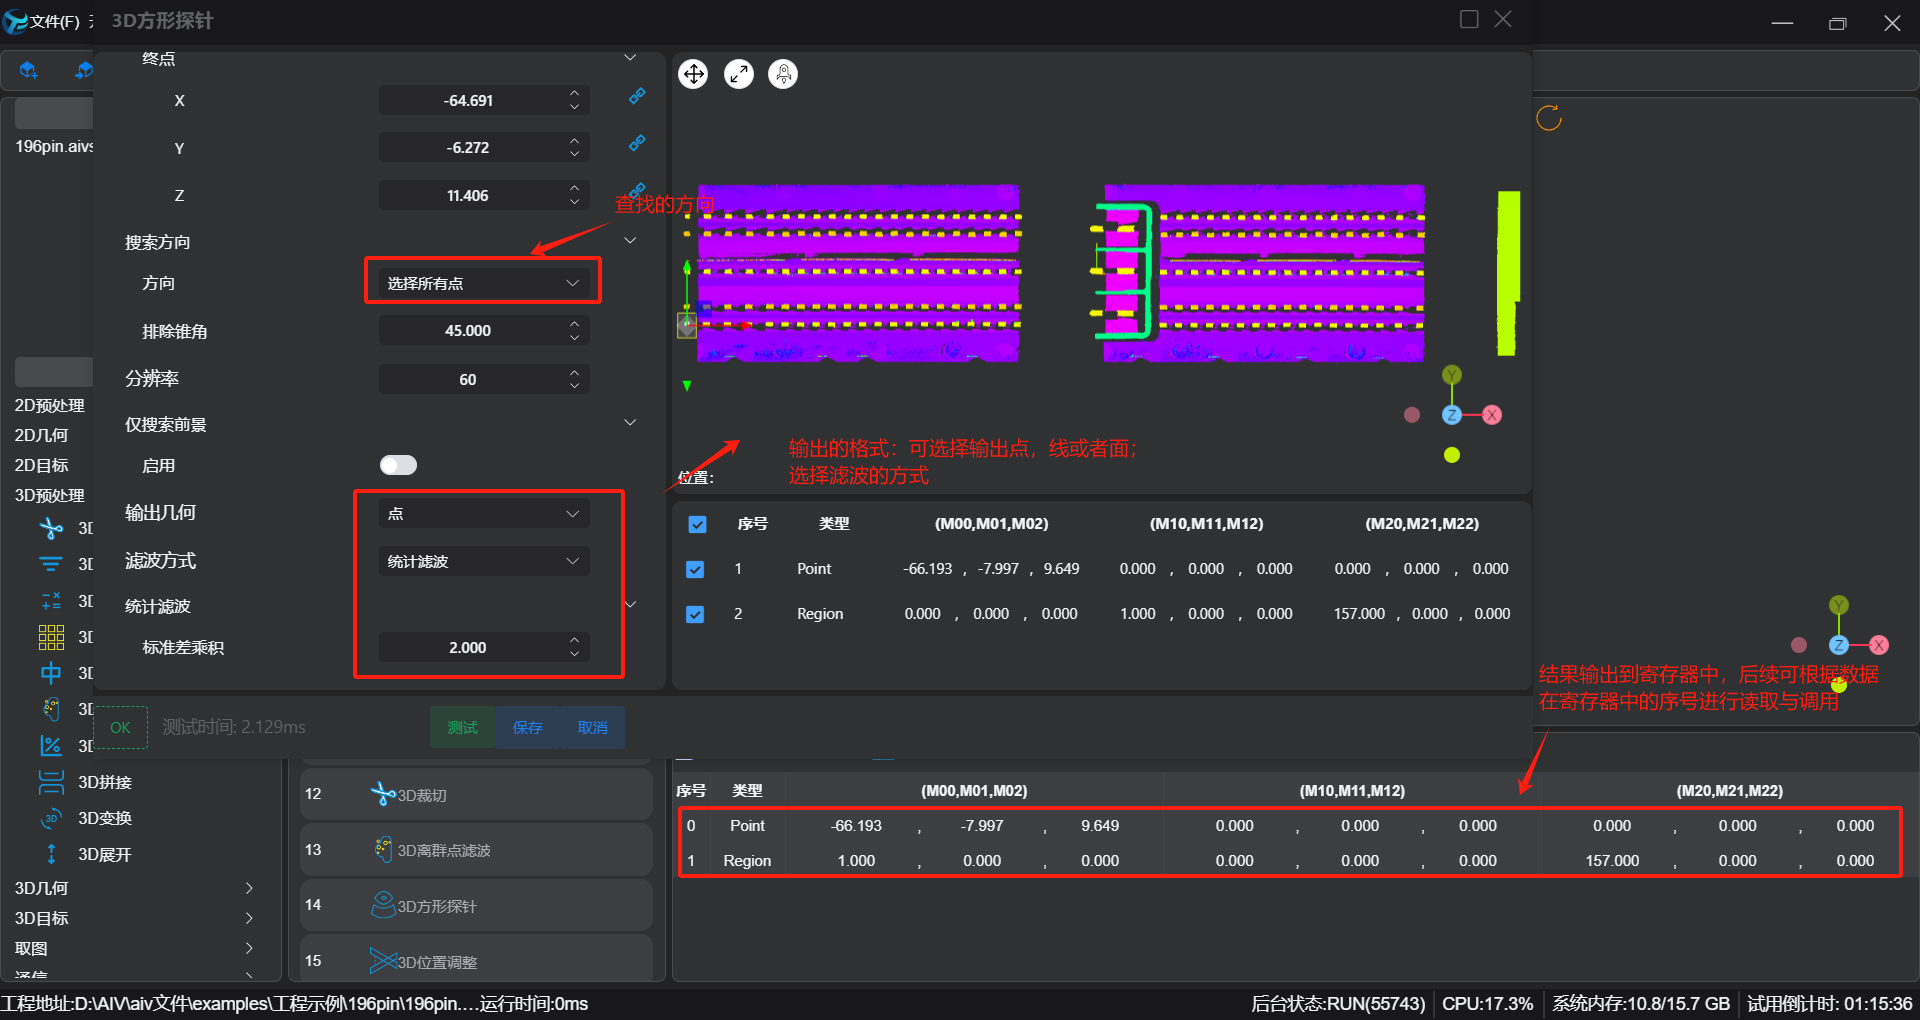 文件(F)
3D方形探针
196pin.aivs
终点
X
-64.691
Y
-6.272
Z
11.406
查找的方向
搜索方向
方向
选择所有点
排除锥角
45.000
分辨率
60
仅搜索前景
启用
输出几何
点
滤波方式
统计滤波
统计滤波
标准差乘积
2.000
OK
测试时间: 2.129ms
测试
保存
取消
Y
Z
X
输出的格式：可选择输出点，线或者面；
选择滤波的方式
位置:
序号 类型 (M00,M01,M02) (M10,M11,M12) (M20,M21,M22)
1 Point -66.193 , -7.997 , 9.649 0.000 , 0.000 , 0.000 0.000 , 0.000 , 0.000
2 Region 0.000 , 0.000 , 0.000 1.000 , 0.000 , 0.000 157.000 , 0.000 , 0.000
Y
Z
X
结果输出到寄存器中，后续可根据数据
在寄存器中的序号进行读取与调用
2D预处理
2D几何
2D目标
3D预处理
3D
3D
3D
3D
3D
3D
3D
3D拼接
3D变换
3D展开
3D几何
3D目标
取图
通信
12 3D裁切
13 3D离群点滤波
14 3D方形探针
15 3D位置调整
序号 类型 (M00,M01,M02) (M10,M11,M12) (M20,M21,M22)
0 Point -66.193 , -7.997 , 9.649 0.000 , 0.000 , 0.000 0.000 , 0.000 , 0.000
1 Region 1.000 , 0.000 , 0.000 0.000 , 0.000 , 0.000 157.000 , 0.000 , 0.000
工程地址:D:\AIV\aiv文件\examples\工程示例\196pin\196pin.... 运行时间:0ms
后台状态:RUN(55743) CPU:17.3% 系统内存:10.8/15.7 GB 试用倒计时: 01:15:36